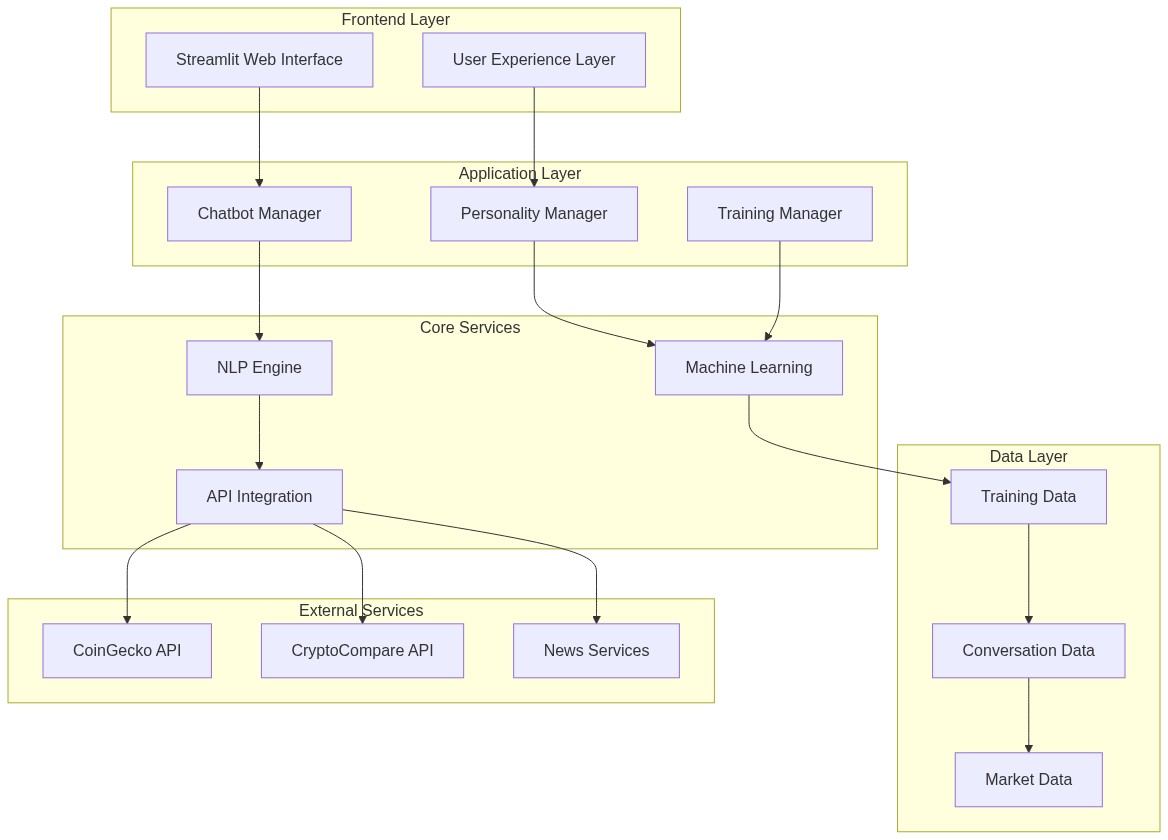 Frontend Layer
Streamlit Web Interface
User Experience Layer
Application Layer
Chatbot Manager
Personality Manager
Training Manager
Core Services
NLP Engine
Machine Learning
API Integration
Data Layer
Training Data
External Services
CoinGecko API
CryptoCompare API
News Services
Conversation Data
Market Data